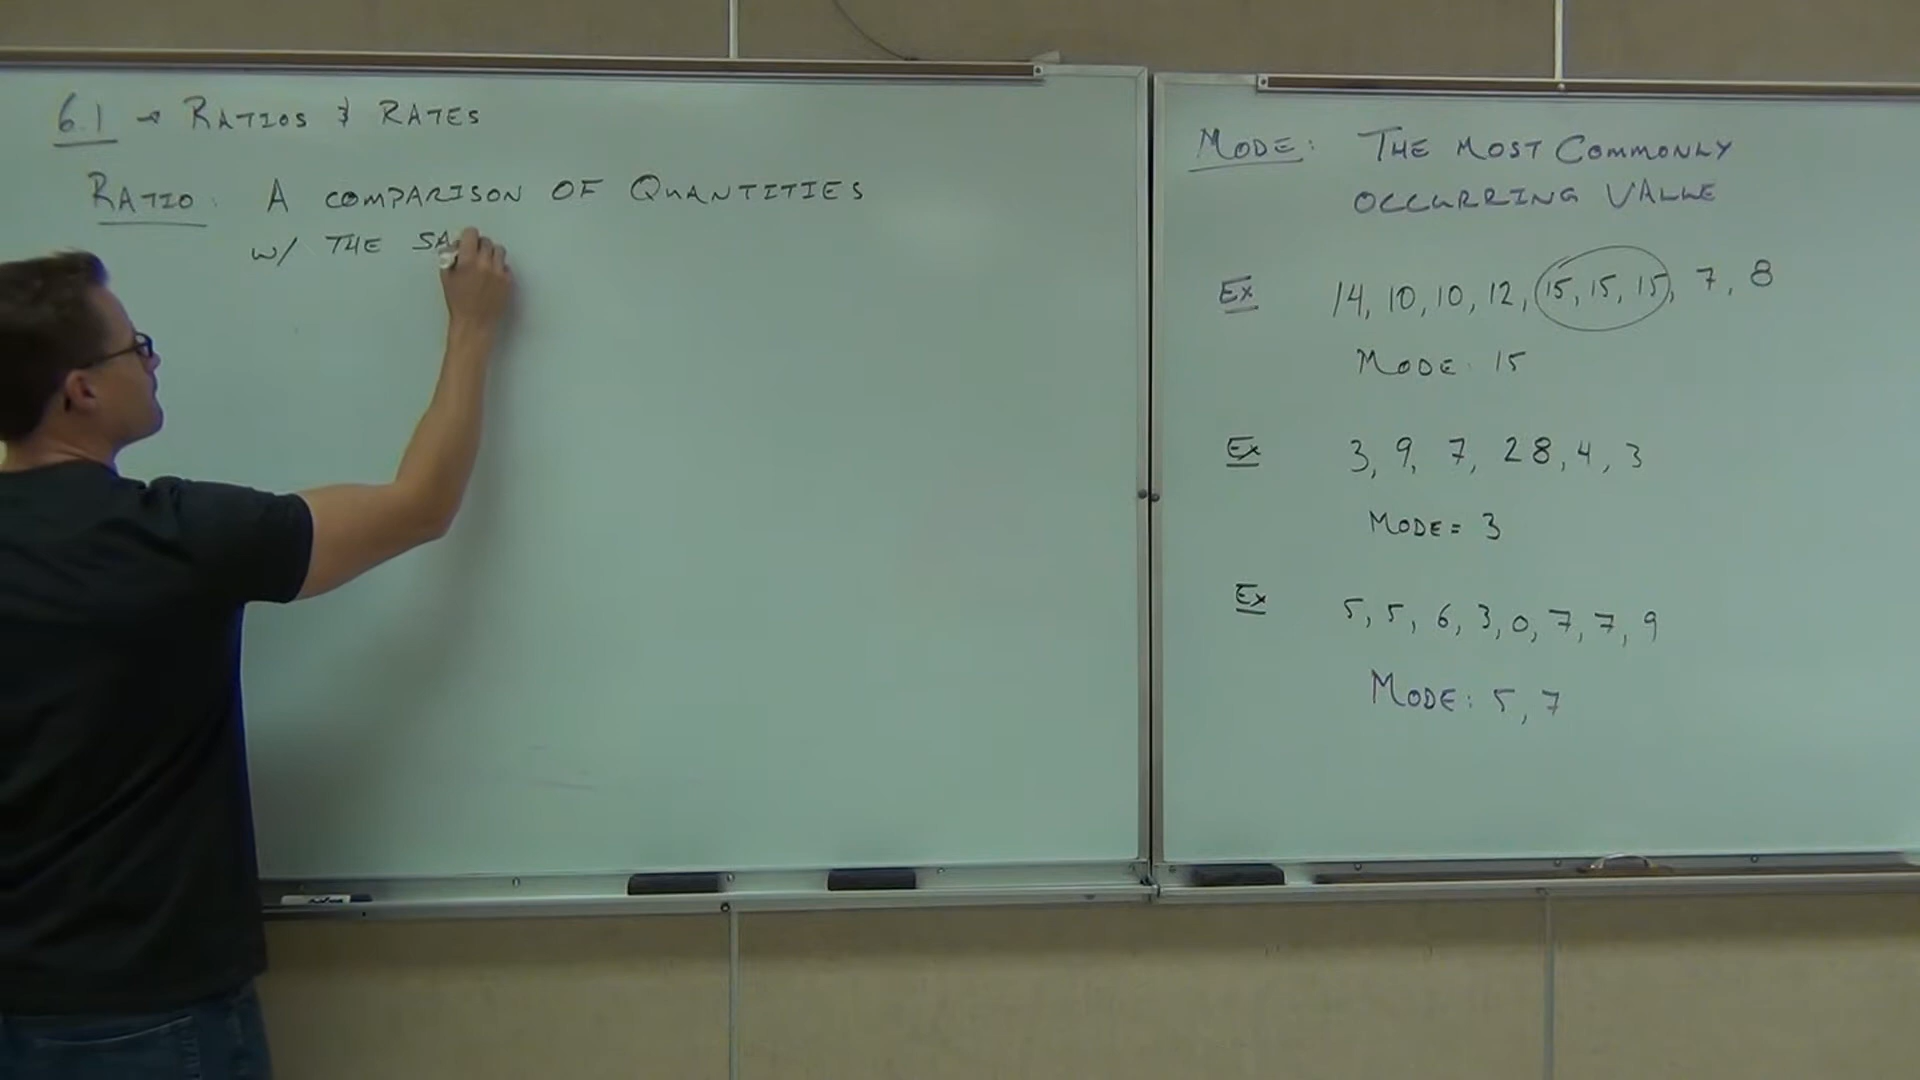 6.1 → RATIOS & RATES
RATIO: A COMPARISON OF QUANTITIES
w/ THE SA
MODE: THE MOST COMMONLY
OCCURRING VALUE
Ex 14, 10, 10, 12, 15, 15, 15, 7, 8
MODE: 15
Ex 3, 9, 7, 28, 4, 3
MODE = 3
Ex 5, 5, 6, 3, 0, 7, 7, 9
MODE: 5, 7